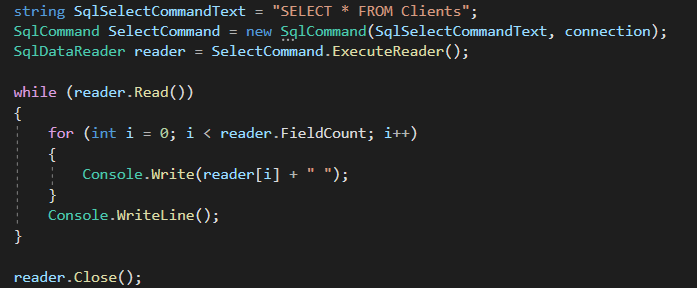 string SqlSelectCommandText = "SELECT * FROM Clients";
SqlCommand SelectCommand = new SqlCommand(SqlSelectCommandText, connection);
SqlDataReader reader = SelectCommand.ExecuteReader();
while (reader.Read())
{
for (int i = 0; i < reader.FieldCount; i++)
{
Console.Write(reader[i] + " ");
}
Console.WriteLine();
}
reader.Close();